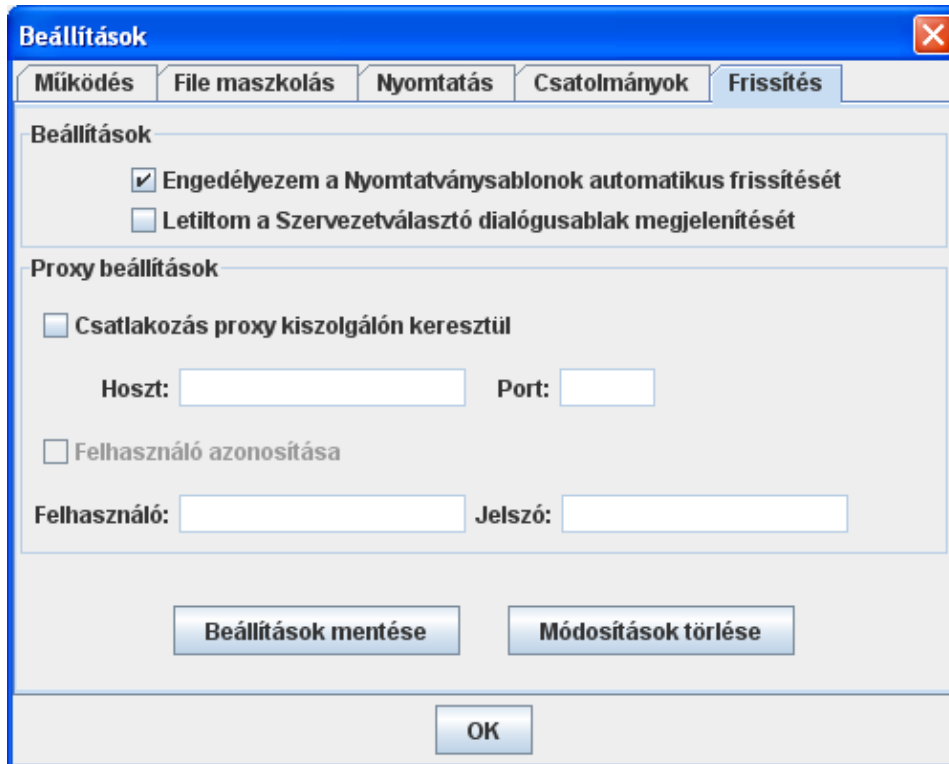 Beállítások
Működés File maszkolás Nyomtatás Csatolmányok Frissítés
Beállítások
Engedélyezem a Nyomtatványsablonok automatikus frissítését
Letiltom a Szervezetválasztó dialógusablak megjelenítését
Proxy beállítások
Csatlakozás proxy kiszolgálón keresztül
Hoszt: Port:
Felhasználó azonosítása
Felhasználó: Jelszó:
Beállítások mentése Módosítások törlése
OK